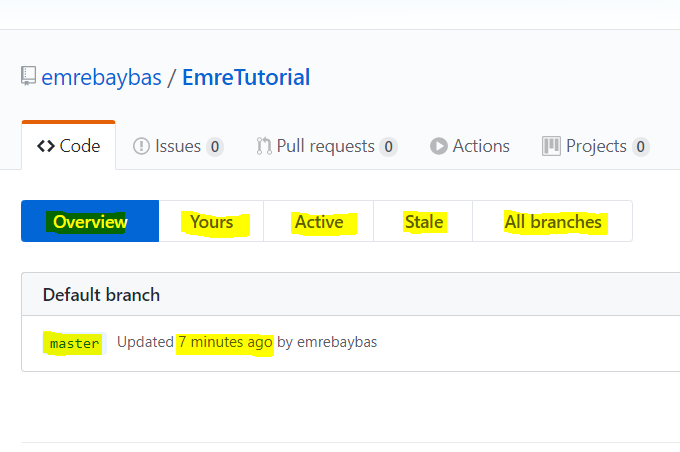 emrebaybas / EmreTutorial
Code Issues 0 Pull requests 0 Actions Projects 0
Overview Yours Active Stale All branches
Default branch
master Updated 7 minutes ago by emrebaybas